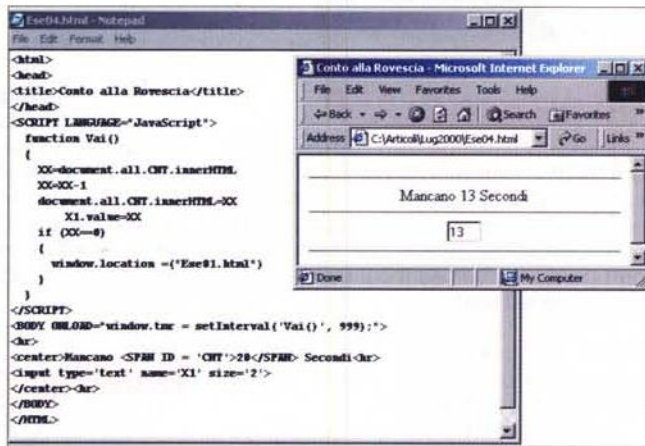 Ese04.html - Notepad
File Edit Format Help
<html>
<head>
<title>Conto alla Rovescia</title>
</head>
<SCRIPT LANGUAGE="JavaScript">
function Vai()
{
XX=document.all.CNT.innerHTML
XX=XX-1
document.all.CNT.innerHTML=XX
X1.value=XX
if (XX==0)
{
window.location =("Ese01.html")
}
}
</SCRIPT>
<BODY ONLOAD="window.tmr = setInterval('Vai()', 999);">
<hr>
<center>Mancano <SPAN ID = 'CNT'>20</SPAN> Secondi<hr>
<input type='text' name='X1' size='2'>
</center><hr>
</BODY>
</HTML>
Conto alla Rovescia - Microsoft Internet Explorer
File Edit View Favorites Tools Help
Back Search Favorites
Address C:\Articoli\Lug2000\Ese04.html Go Links
Mancano 13 Secondi
13
Done My Computer